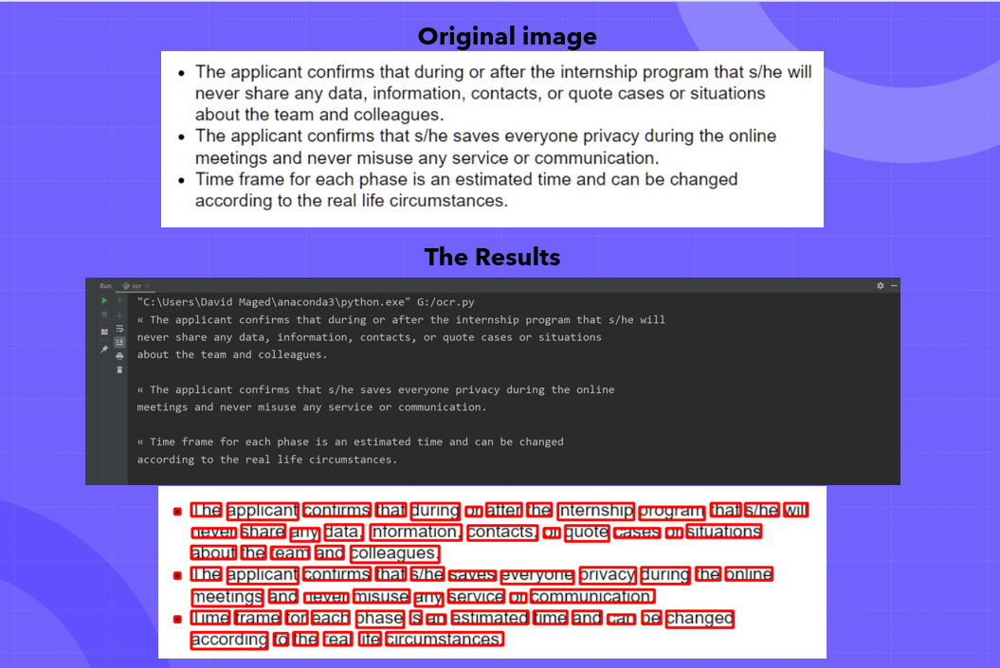 Original image
• The applicant confirms that during or after the internship program that s/he will
never share any data, information, contacts, or quote cases or situations
about the team and colleagues.
• The applicant confirms that s/he saves everyone privacy during the online
meetings and never misuse any service or communication.
• Time frame for each phase is an estimated time and can be changed
according to the real life circumstances.
The Results
Run: ocr ×
"C:\Users\David Maged\anaconda3\python.exe" G:/ocr.py
« The applicant confirms that during or after the internship program that s/he will
never share any data, information, contacts, or quote cases or situations
about the team and colleagues.
« The applicant confirms that s/he saves everyone privacy during the online
meetings and never misuse any service or communication.
« Time frame for each phase is an estimated time and can be changed
according to the real life circumstances.
• The applicant confirms that during or after the internship program that s/he will
never share any data, information, contacts, or quote cases or situations
about the team and colleagues.
• The applicant confirms that s/he saves everyone privacy during the online
meetings and never misuse any service or communication.
• Time frame for each phase is an estimated time and can be changed
according to the real life circumstances.